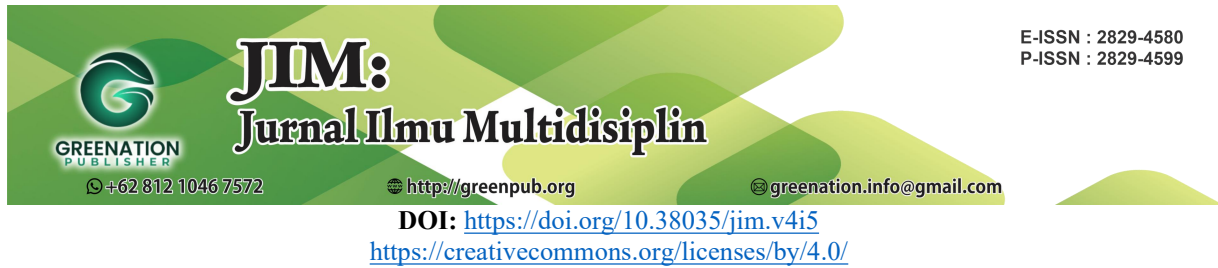 E-ISSN : 2829-4580
P-ISSN : 2829-4599
JIM:
Jurnal Ilmu Multidisiplin
GREENATION
PUBLISHER
+62 812 1046 7572
http://greenpub.org
greenation.info@gmail.com
DOI: https://doi.org/10.38035/jim.v4i5
https://creativecommons.org/licenses/by/4.0/